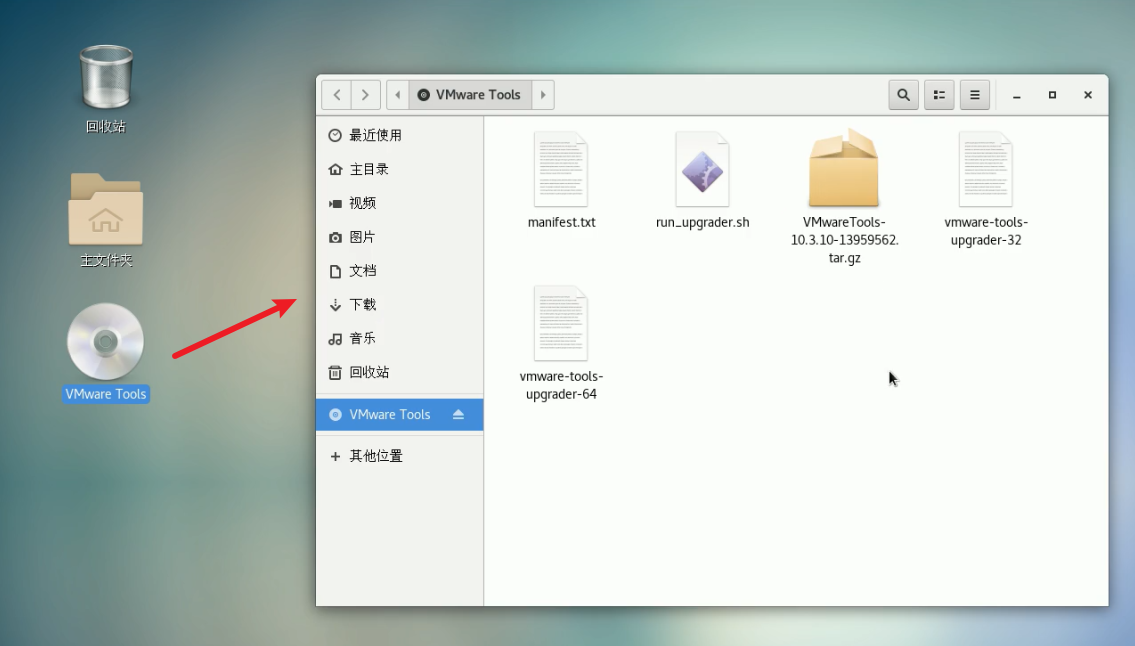 回收站
主文件夹
VMware Tools
VMware Tools
最近使用
主目录
视频
图片
文档
下载
音乐
回收站
VMware Tools
其他位置
manifest.txt
run_upgrader.sh
VMwareTools-
10.3.10-13959562.
tar.gz
vmware-tools-
upgrader-32
vmware-tools-
upgrader-64